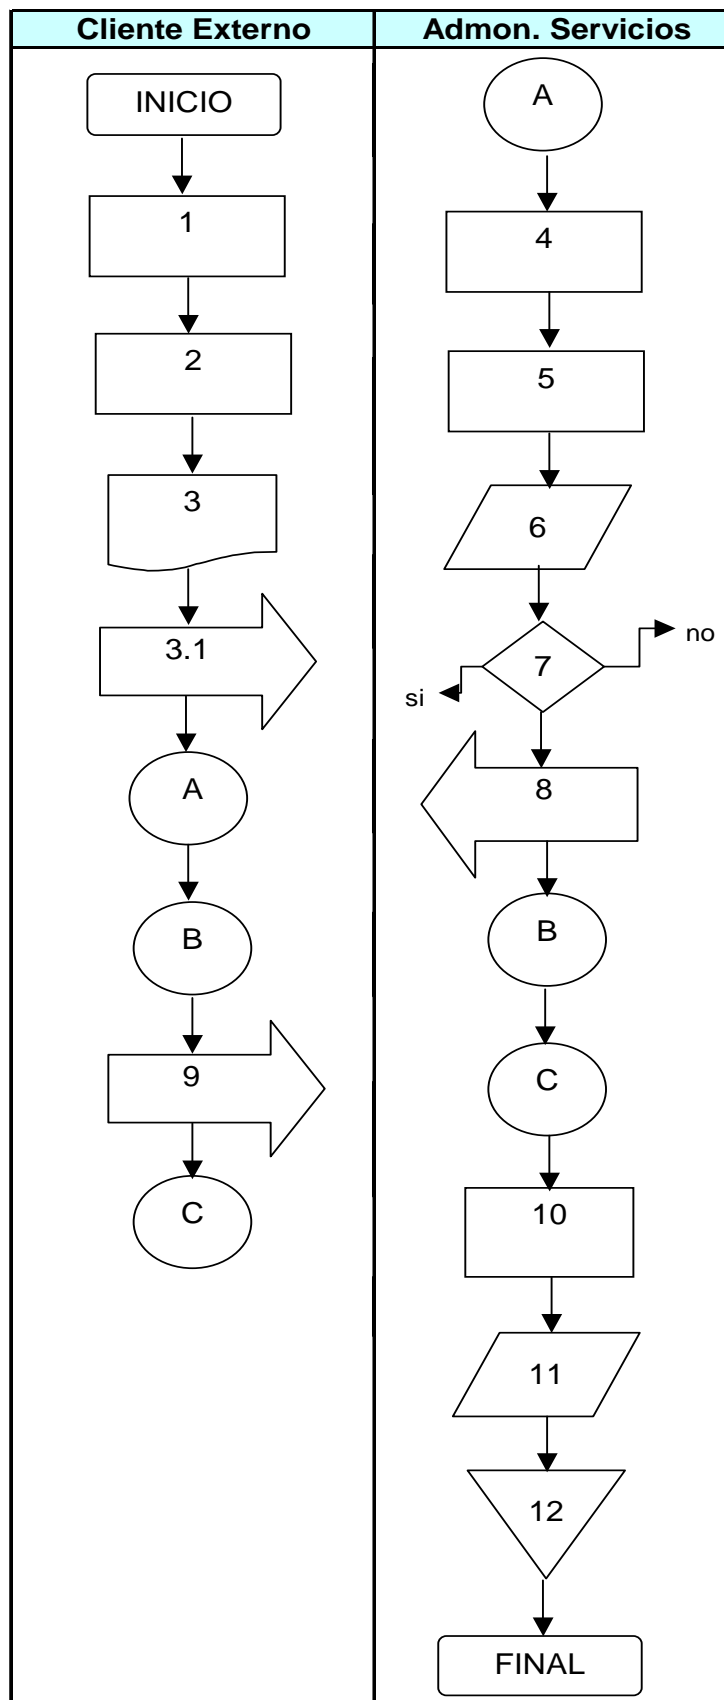 Cliente Externo
Admon. Servicios
INICIO
1
2
3
3.1
A
B
9
C
A
4
5
6
7
no
si
8
B
C
10
11
12
FINAL